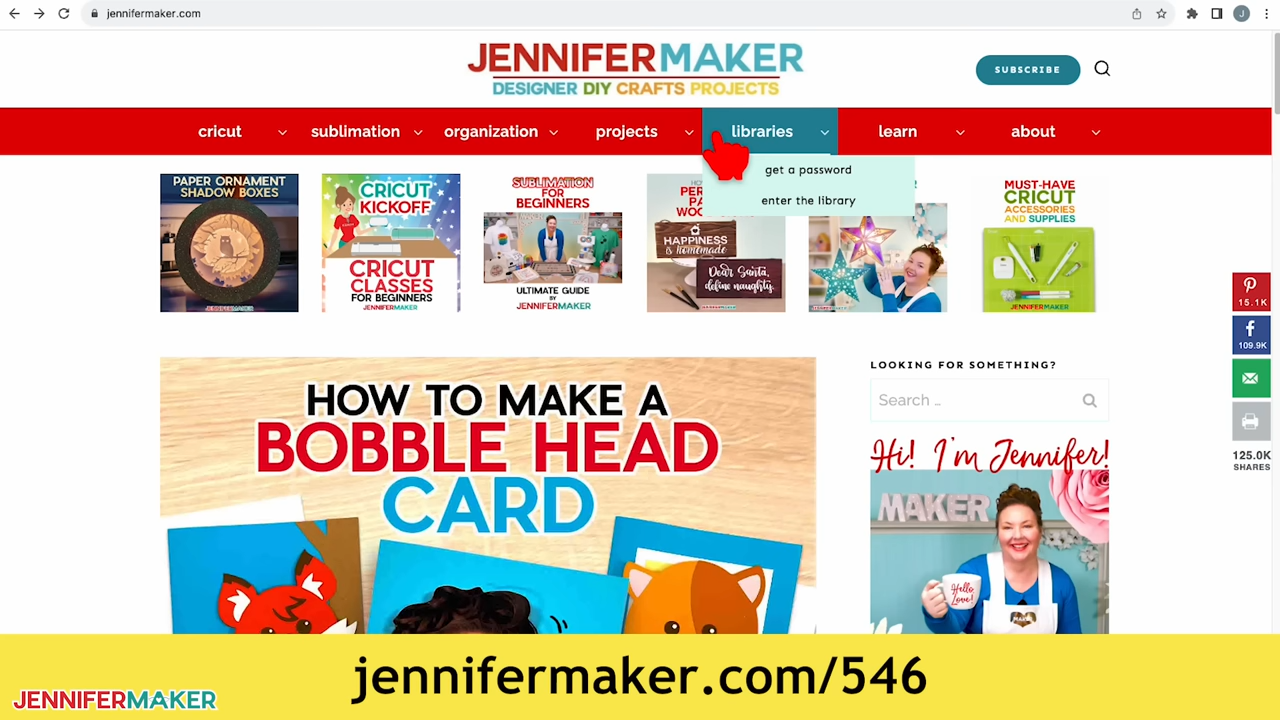 jennifermaker.com
J
JENNIFERMAKER
DESIGNER DIY CRAFTS PROJECTS
SUBSCRIBE
cricut
sublimation
organization
projects
libraries
learn
about
get a password
enter the library
PAPER ORNAMENT
SHADOW BOXES
JENNIFERMAKER
CRICUT
KICKOFF
CRICUT
CLASSES
FOR BEGINNERS
JENNIFERMAKER
SUBLIMATION
FOR
BEGINNERS
ULTIMATE GUIDE
BY
JENNIFERMAKER
HAPPINESS
is homemade
Dear Santa,
define naughty.
MUST-HAVE
CRICUT
ACCESSORIES
AND SUPPLIES
JENNIFERMAKER
15.1K
109.9K
125.0K
SHARES
HOW TO MAKE A
BOBBLE HEAD
CARD
LOOKING FOR SOMETHING?
Search ...
Hi! I'm Jennifer!
MAKER
Hello
Love!
jennifermaker.com/546
JENNIFERMAKER